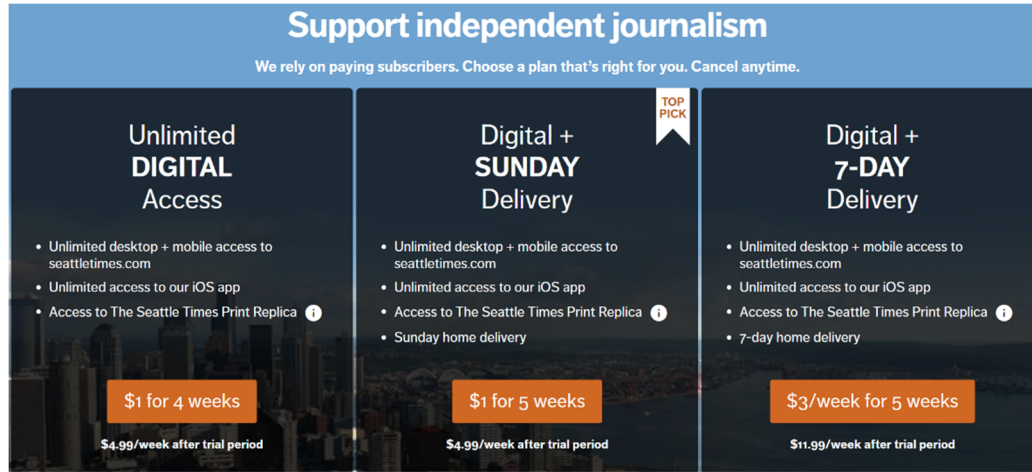 Support independent journalism
We rely on paying subscribers. Choose a plan that's right for you. Cancel anytime.
Unlimited
DIGITAL
Access
• Unlimited desktop + mobile access to
seattletimes.com
• Unlimited access to our iOS app
• Access to The Seattle Times Print Replica i
$1 for 4 weeks
$4.99/week after trial period
TOP
PICK
Digital +
SUNDAY
Delivery
• Unlimited desktop + mobile access to
seattletimes.com
• Unlimited access to our iOS app
• Access to The Seattle Times Print Replica i
• Sunday home delivery
$1 for 5 weeks
$4.99/week after trial period
Digital +
7-DAY
Delivery
• Unlimited desktop + mobile access to
seattletimes.com
• Unlimited access to our iOS app
• Access to The Seattle Times Print Replica i
• 7-day home delivery
$3/week for 5 weeks
$11.99/week after trial period